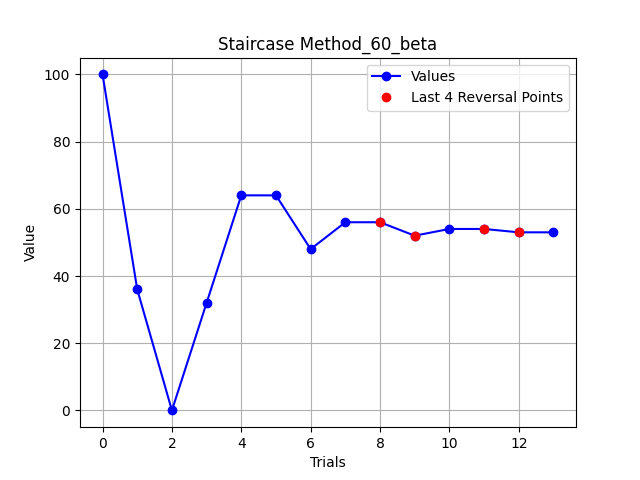 Staircase Method_60_beta
Values
Last 4 Reversal Points
Value
100
80
60
40
20
0
0 2 4 6 8 10 12
Trials